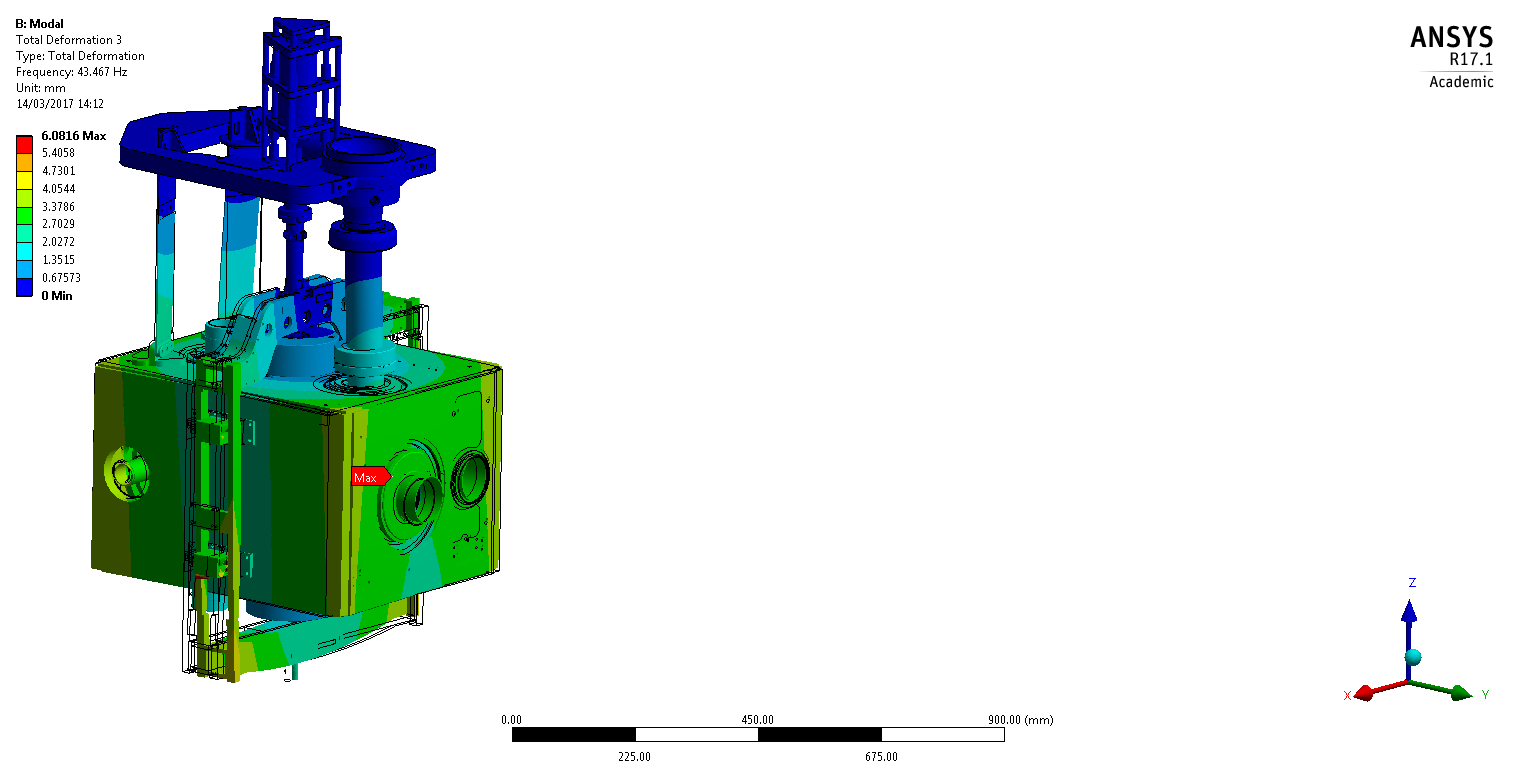 B: Modal
Total Deformation 3
Type: Total Deformation
Frequency: 43.467 Hz
Unit: mm
14/03/2017 14:12
6.0816 Max
5.4058
4.7301
4.0544
3.3786
2.7029
2.0272
1.3515
0.67573
0 Min
ANSYS
R17.1
Academic
Max
Z
X
Y
0.00
450.00
900.00 (mm)
225.00
675.00